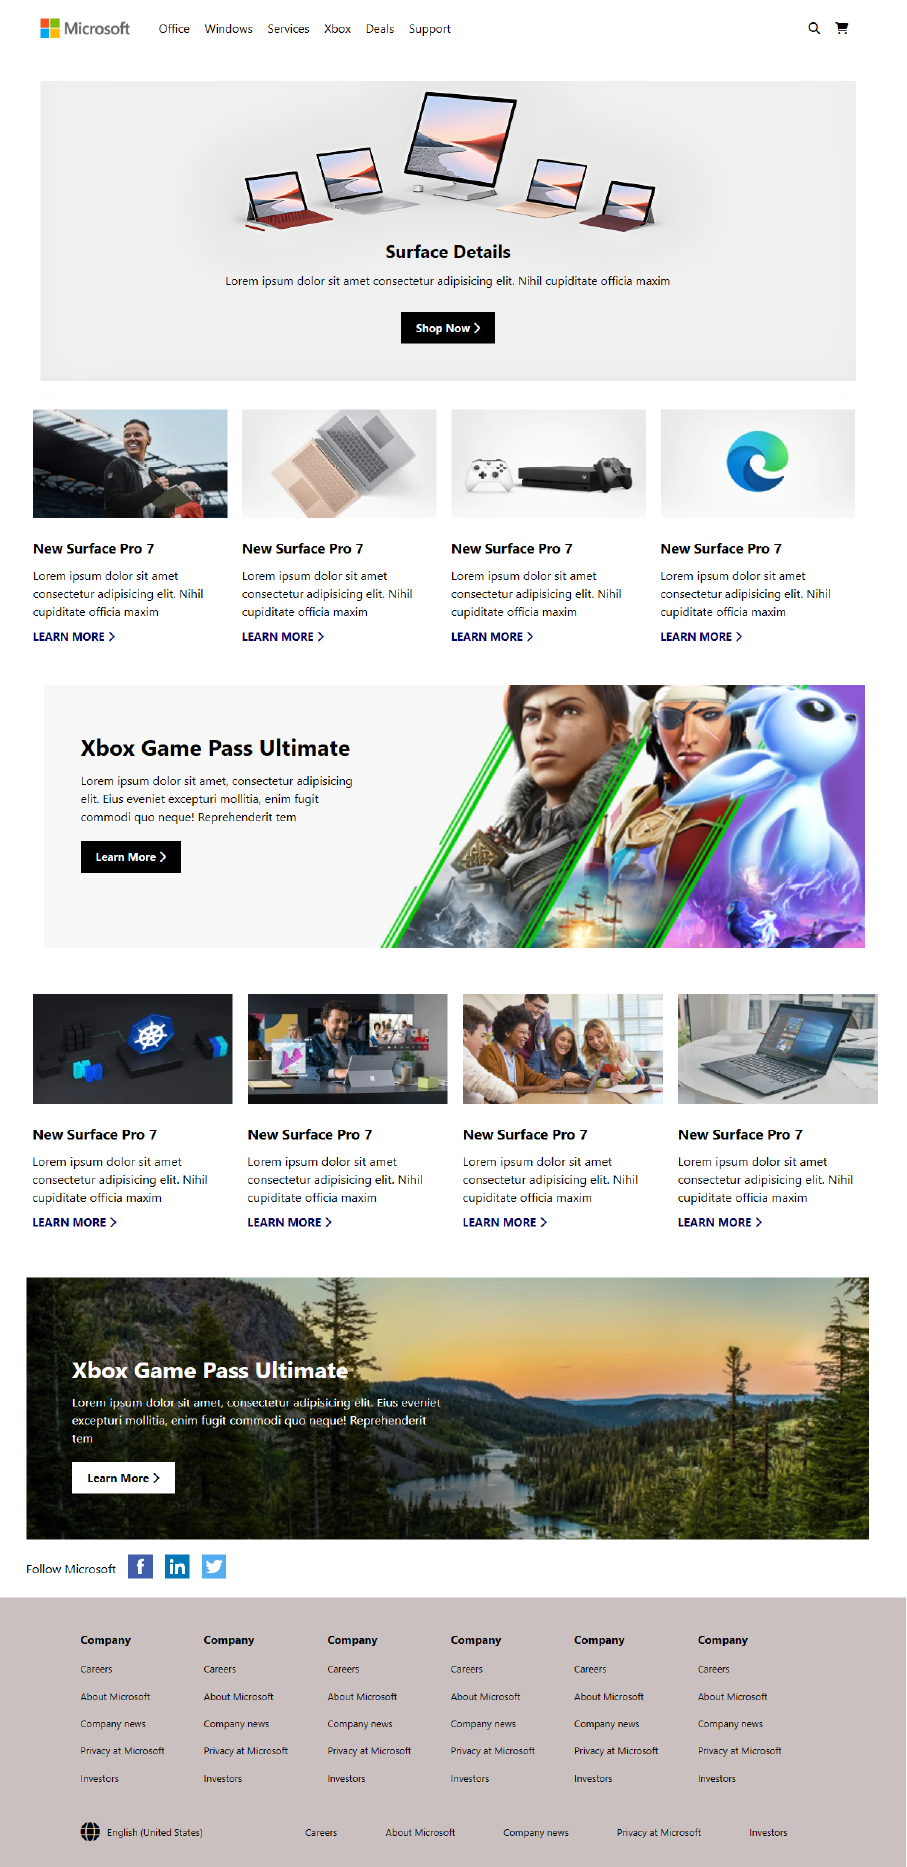 Microsoft Office Windows Services Xbox Deals Support
Surface Details
Lorem ipsum dolor sit amet consectetur adipisicing elit. Nihil cupiditate officia maxim
Shop Now
New Surface Pro 7
Lorem ipsum dolor sit amet
consectetur adipisicing elit. Nihil
cupiditate officia maxim
LEARN MORE
New Surface Pro 7
Lorem ipsum dolor sit amet
consectetur adipisicing elit. Nihil
cupiditate officia maxim
LEARN MORE
New Surface Pro 7
Lorem ipsum dolor sit amet
consectetur adipisicing elit. Nihil
cupiditate officia maxim
LEARN MORE
New Surface Pro 7
Lorem ipsum dolor sit amet
consectetur adipisicing elit. Nihil
cupiditate officia maxim
LEARN MORE
Xbox Game Pass Ultimate
Lorem ipsum dolor sit amet, consectetur adipisicing
elit. Eius eveniet excepturi mollitia, enim fugit
commodi quo neque! Reprehenderit tem
Learn More
New Surface Pro 7
Lorem ipsum dolor sit amet
consectetur adipisicing elit. Nihil
cupiditate officia maxim
LEARN MORE
New Surface Pro 7
Lorem ipsum dolor sit amet
consectetur adipisicing elit. Nihil
cupiditate officia maxim
LEARN MORE
New Surface Pro 7
Lorem ipsum dolor sit amet
consectetur adipisicing elit. Nihil
cupiditate officia maxim
LEARN MORE
New Surface Pro 7
Lorem ipsum dolor sit amet
consectetur adipisicing elit. Nihil
cupiditate officia maxim
LEARN MORE
Xbox Game Pass Ultimate
Lorem ipsum dolor sit amet, consectetur adipisicing elit. Eius eveniet
excepturi mollitia, enim fugit commodi quo neque! Reprehenderit
tem
Learn More
Follow Microsoft f in
Company Company Company Company Company Company
Careers Careers Careers Careers Careers Careers
About Microsoft About Microsoft About Microsoft About Microsoft About Microsoft About Microsoft
Company news Company news Company news Company news Company news Company news
Privacy at Microsoft Privacy at Microsoft Privacy at Microsoft Privacy at Microsoft Privacy at Microsoft Privacy at Microsoft
Investors Investors Investors Investors Investors Investors
English (United States) Careers About Microsoft Company news Privacy at Microsoft Investors